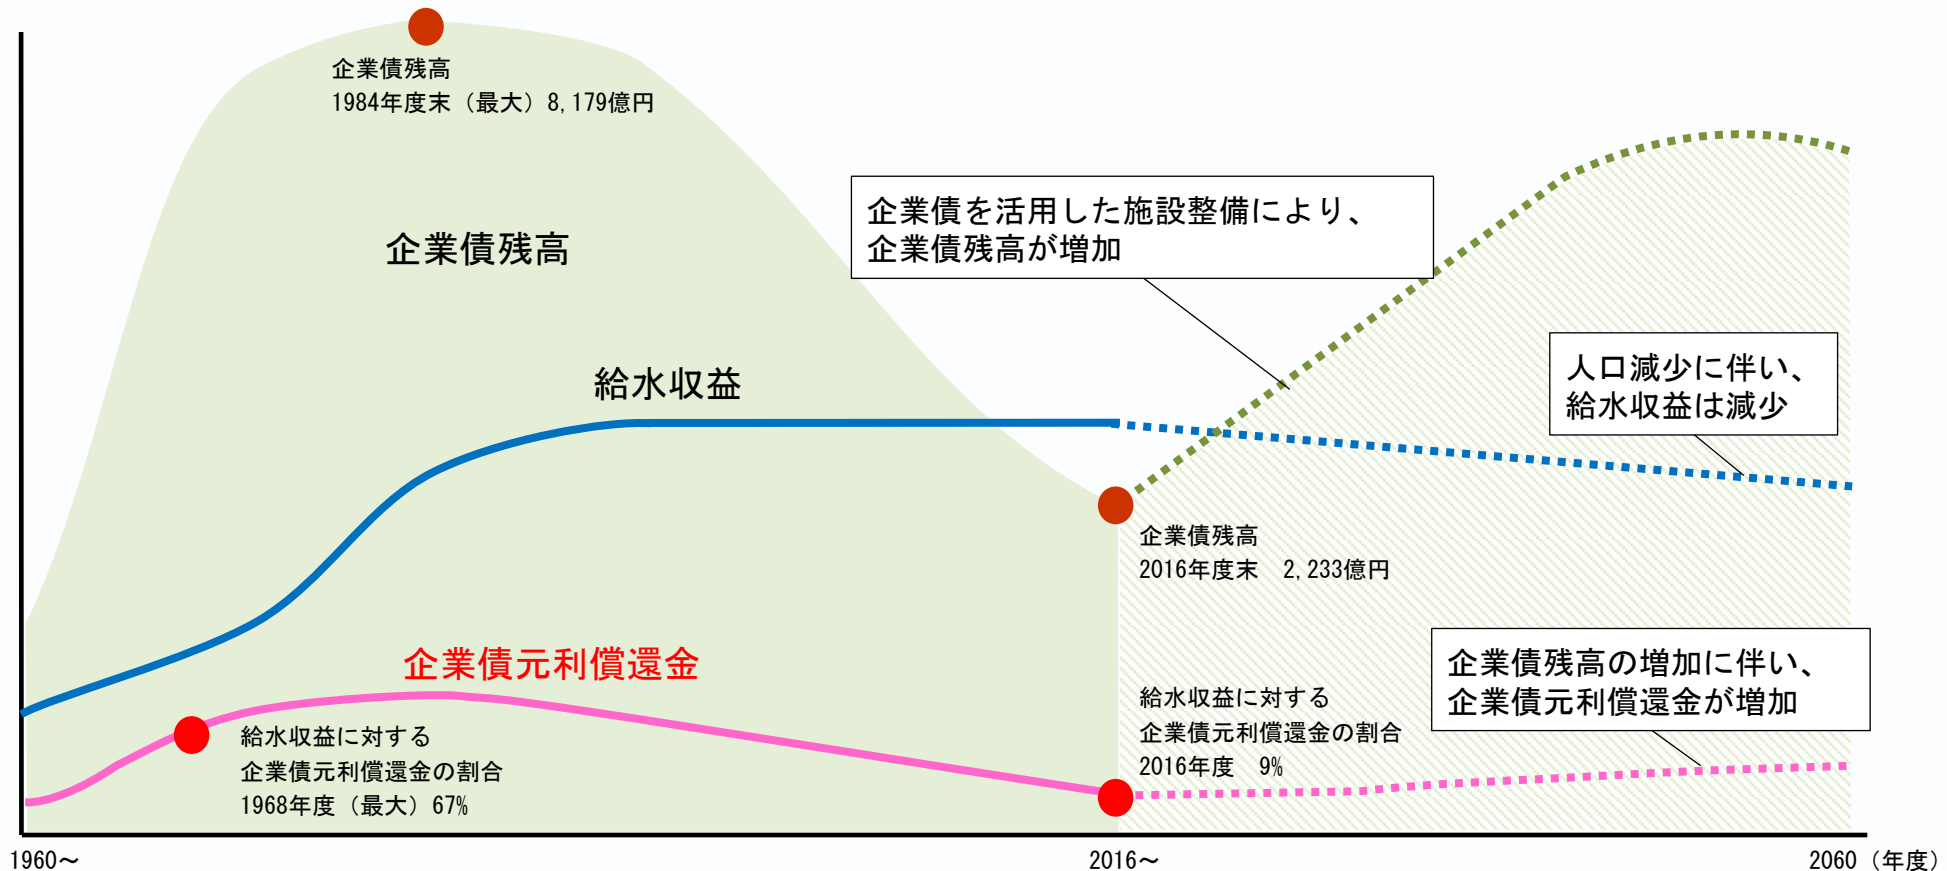 企業債残高
1984年度末（最大）8,179億円
企業債を活用した施設整備により、
企業債残高が増加
企業債残高
給水収益
人口減少に伴い、
給水収益は減少
企業債残高
2016年度末　2,233億円
企業債元利償還金
企業債残高の増加に伴い、
企業債元利償還金が増加
給水収益に対する
企業債元利償還金の割合
2016年度　9%
給水収益に対する
企業債元利償還金の割合
1968年度（最大）67%
1960～
2016～
2060（年度）